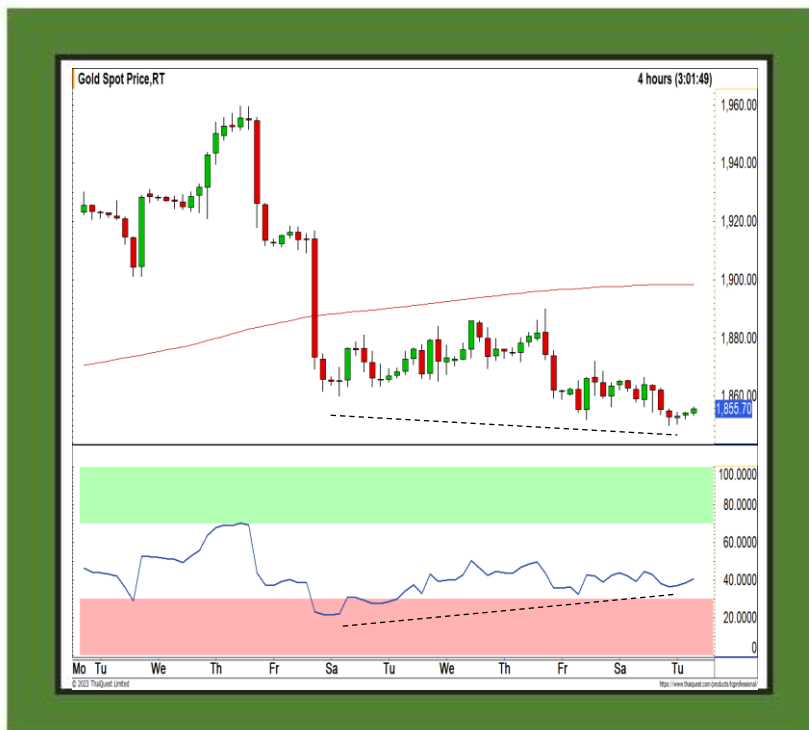 Gold Spot Price,RT
4 hours (3:01:49)
1,960.00
1,940.00
1,920.00
1,900.00
1,880.00
1,860.00
1,855.70
100.0000
80.0000
60.0000
40.0000
20.0000
0
Mo Tu We Th Fr Sa Tu We Th Fr Sa Tu
© 2023 ThaiQuest Limited
https://www.thaiquest.com/products/fcprofessional/